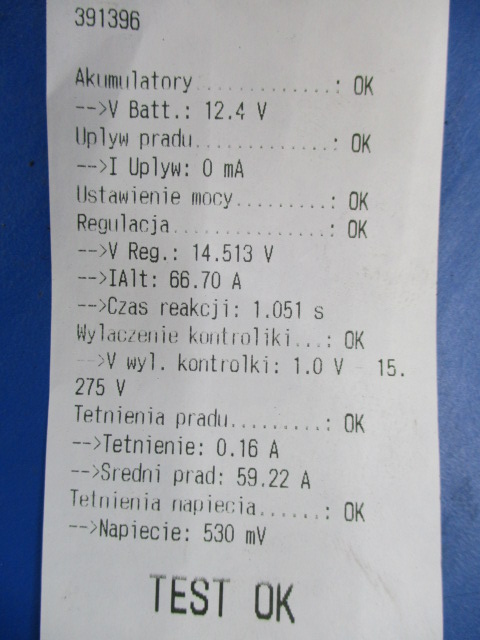 391396
Akumulatory.............: OK
-->V Batt.: 12.4 V
Uplyw pradu.............: OK
-->I Uplyw: 0 mA
Ustawienie mocy.........: OK
Regulacja...............: OK
-->V Reg.: 14.513 V
-->IAlt: 66.70 A
-->Czas reakcji: 1.051 s
Wylaczenie kontroliki...: OK
-->V wyl. kontrolki: 1.0 V 15.
275 V
Tetnienia pradu.........: OK
-->Tetnienie: 0.16 A
-->Sredni prad: 59.22 A
Tetnienia napiecia......: OK
-->Napiecie: 530 mV
TEST OK